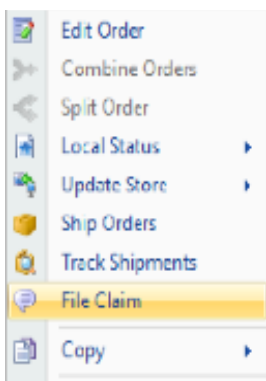 Edit Order
Combine Orders
Split Order
Local Status
Update Store
Ship Orders
Track Shipments
File Claim
Copy